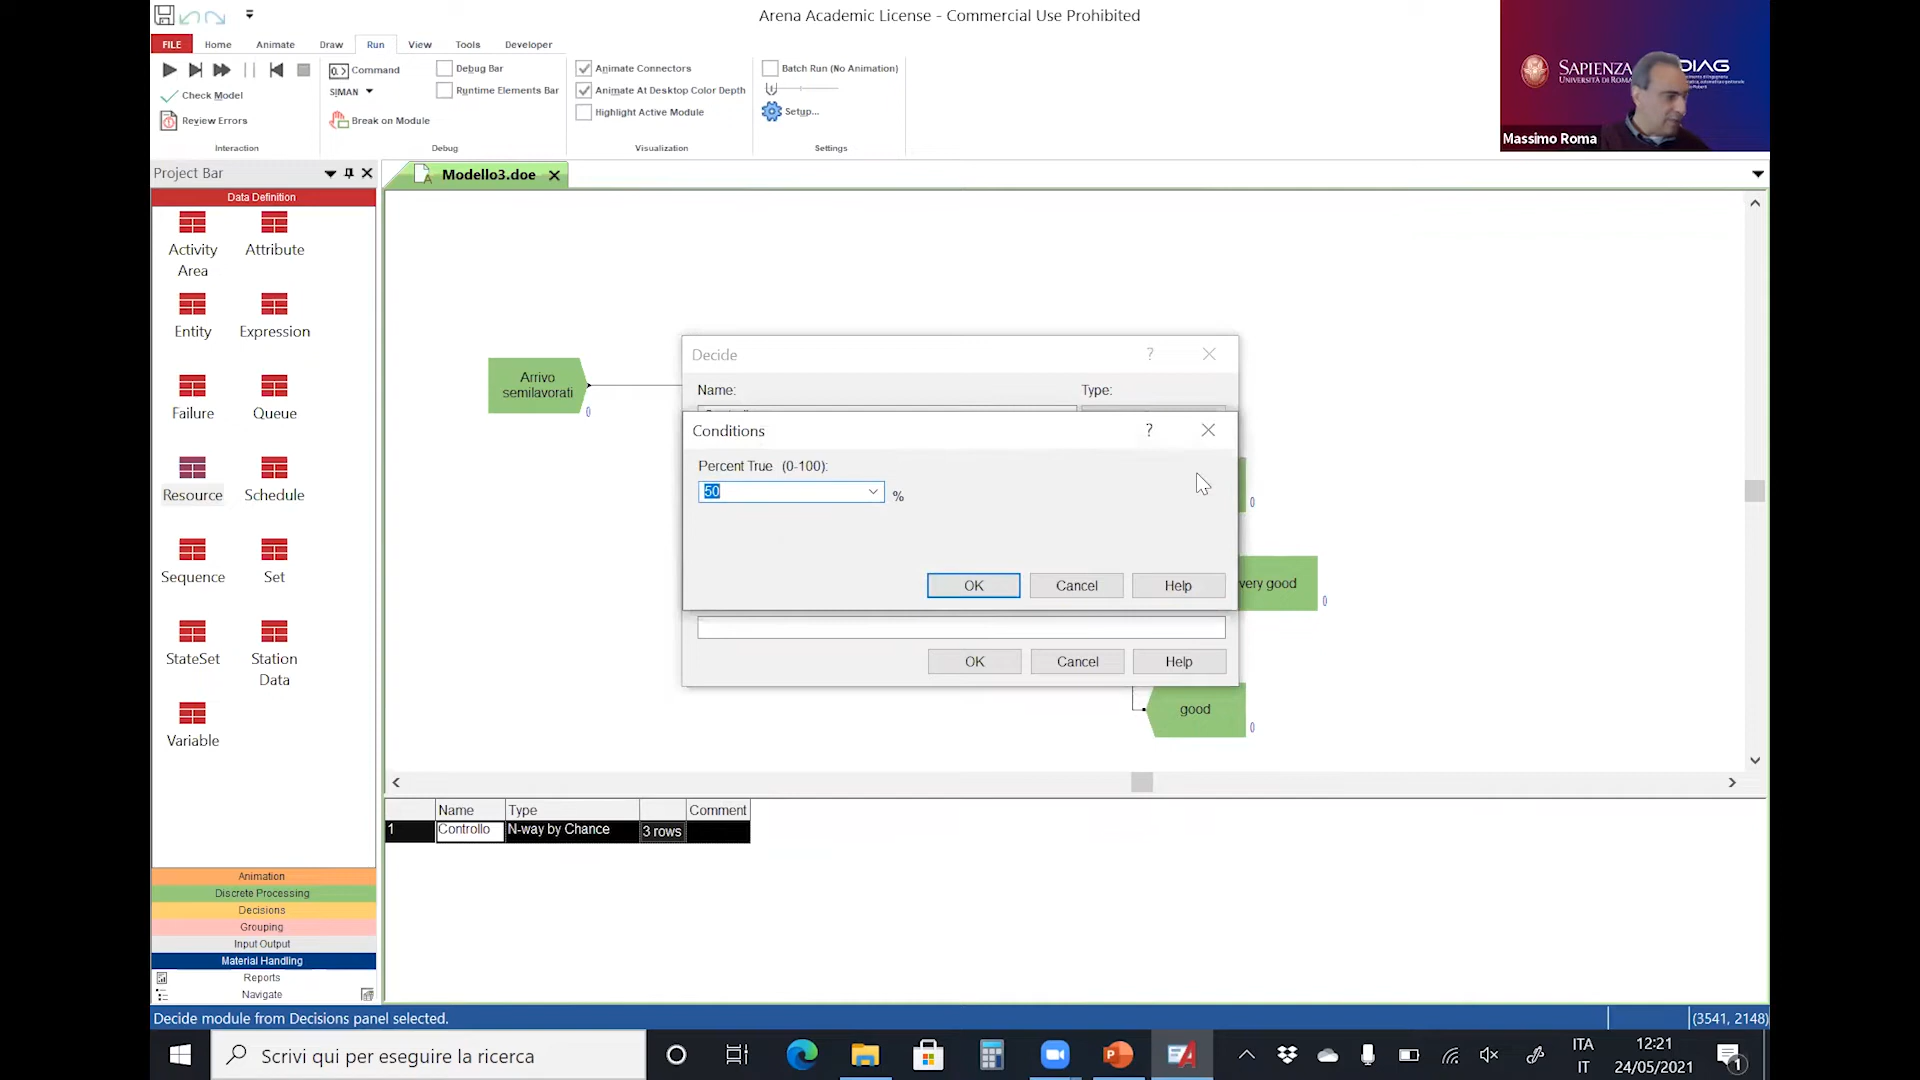 Arena Academic License - Commercial Use Prohibited
FILE
Home
Animate
Draw
Run
View
Tools
Developer
Command
SIMAN
Break on Module
Check Model
Review Errors
Interaction
Debug Bar
Runtime Elements Bar
Debug
Animate Connectors
Animate At Desktop Color Depth
Highlight Active Module
Visualization
Batch Run (No Animation)
Setup...
Settings
SAPIENZA
UNIVERSITÀ DI ROMA
DIAG
Massimo Roma
Project Bar
Modello3.doe
Data Definition
Activity
Area
Attribute
Entity
Expression
Failure
Queue
Resource
Schedule
Sequence
Set
StateSet
Station
Data
Variable
Animation
Discrete Processing
Decisions
Grouping
Input Output
Material Handling
Reports
Navigate
Arrivo
semilavorati
0
Decide
?
Name:
Type:
Conditions
?
Percent True (0-100):
50
%
OK
Cancel
Help
OK
Cancel
Help
0
very good
0
good
0
Name
Type
Comment
1
Controllo
N-way by Chance
3 rows
Decide module from Decisions panel selected.
(3541, 2148)
Scrivi qui per eseguire la ricerca
ITA
IT
12:21
24/05/2021
1